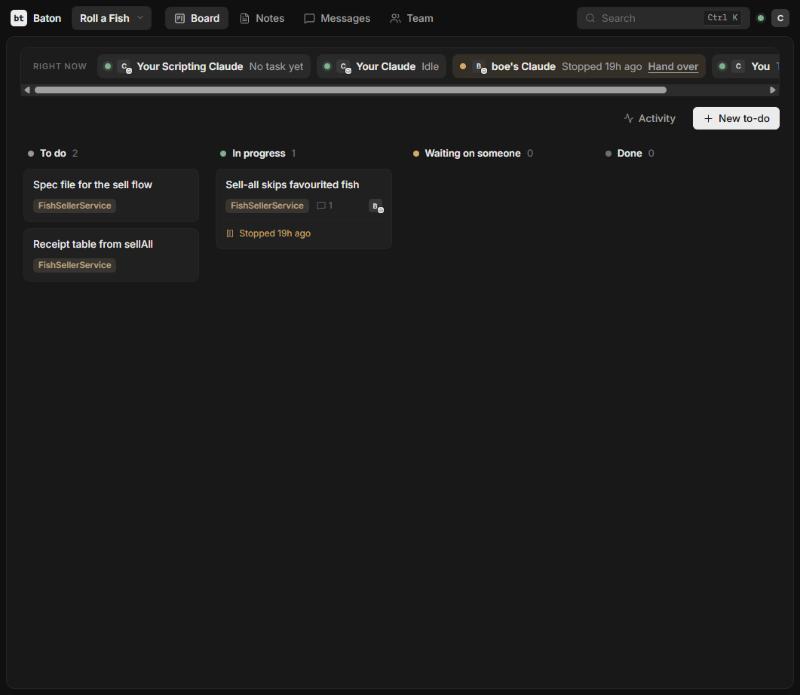 bt Baton Roll a Fish Board Notes Messages Team Search Ctrl K C
RIGHT NOW C Your Scripting Claude No task yet C Your Claude Idle B boe's Claude Stopped 19h ago Hand over C You
Activity + New to-do
To do 2 In progress 1 Waiting on someone 0 Done 0
Spec file for the sell flow
FishSellerService
Receipt table from sellAll
FishSellerService
Sell-all skips favourited fish
FishSellerService 1 B
Stopped 19h ago